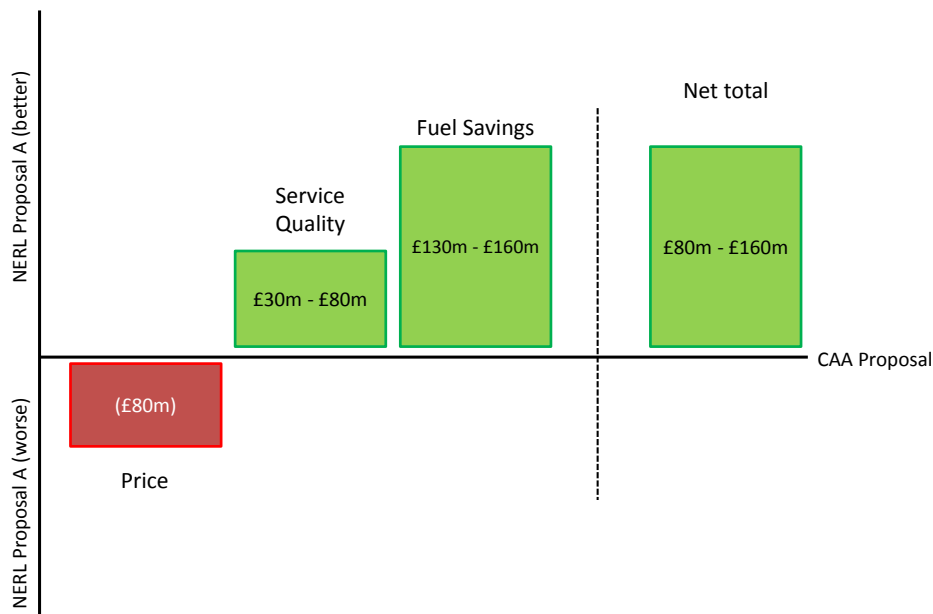 NERL Proposal A (better)
Net total
Fuel Savings
Service
Quality
£130m - £160m
£80m - £160m
£30m - £80m
CAA Proposal
(£80m)
Price
NERL Proposal A (worse)